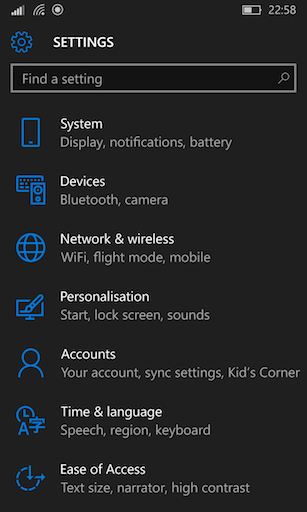 22:58
SETTINGS
Find a setting
System
Display, notifications, battery
Devices
Bluetooth, camera
Network & wireless
WiFi, flight mode, mobile
Personalisation
Start, lock screen, sounds
Accounts
Your account, sync settings, Kid's Corner
Time & language
Speech, region, keyboard
A字
Ease of Access
Text size, narrator, high contrast